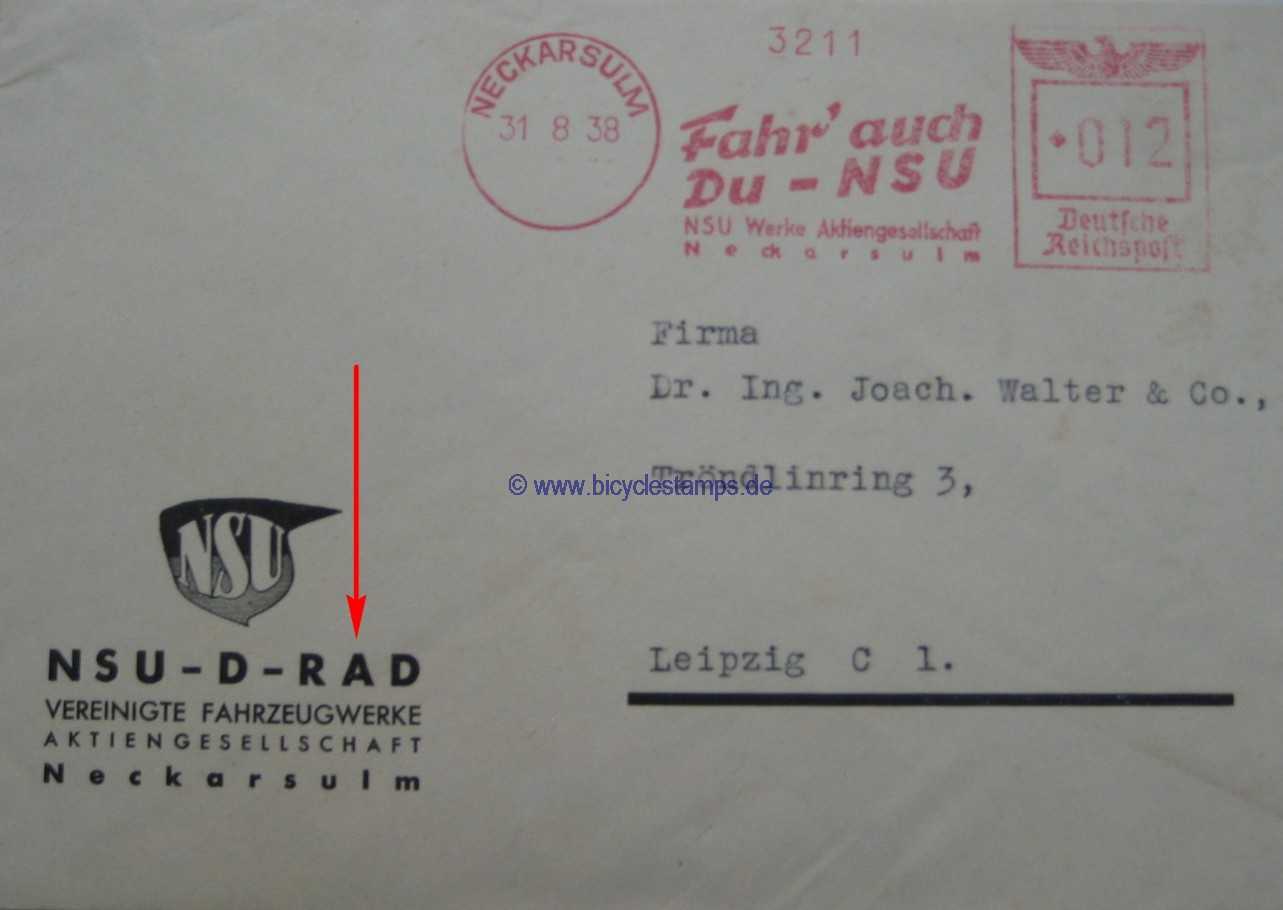 3211
NECKARSULM
31 8 38
Fahr' auch
Du - NSU
NSU Werke Aktiengesellschaft
Neckarsulm
012
Deutsche
Reichspost
Firma
Dr. Ing. Joach. Walter & Co.,
Tröndlinring 3,
© www.bicyclestamps.de
Leipzig C 1.
NSU
NSU-D-RAD
VEREINIGTE FAHRZEUGWERKE
AKTIENGESELLSCHAFT
Neckarsulm